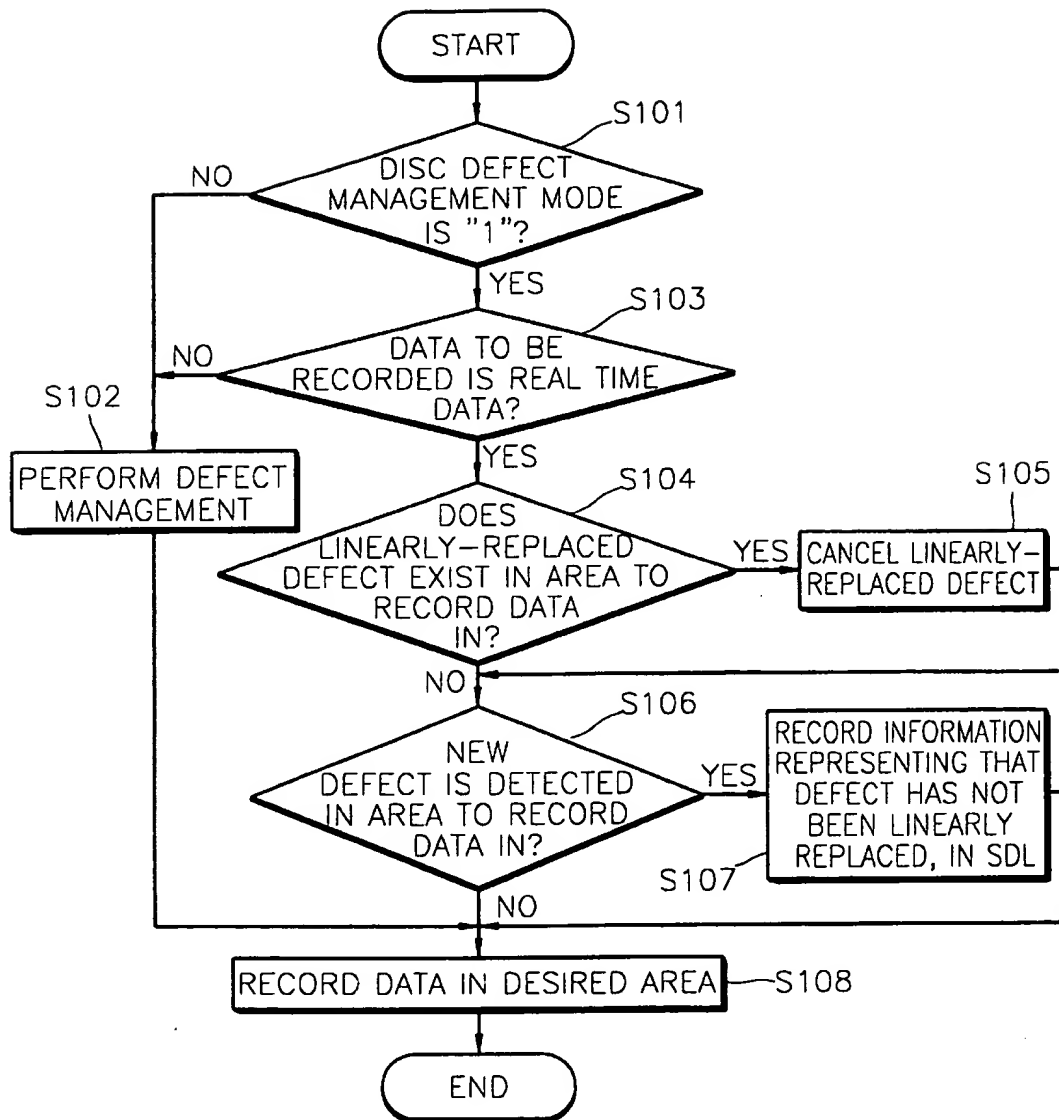 START
S101
DISC DEFECT
MANAGEMENT MODE
IS "1"?
NO
YES
S103
DATA TO BE
RECORDED IS REAL TIME
DATA?
NO
YES
S102
PERFORM DEFECT
MANAGEMENT
S104
DOES
LINEARLY-REPLACED
DEFECT EXIST IN AREA TO
RECORD DATA
IN?
YES
S105
CANCEL LINEARLY-
REPLACED DEFECT
NO
S106
NEW
DEFECT IS DETECTED
IN AREA TO RECORD
DATA IN?
YES
RECORD INFORMATION
REPRESENTING THAT
DEFECT HAS NOT
BEEN LINEARLY
REPLACED, IN SDL
S107
NO
RECORD DATA IN DESIRED AREA
S108
END